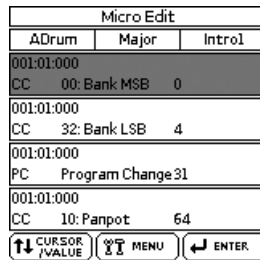 Micro Edit
ADrum Major Intro1
001:01:000
CC 00: Bank MSB 0
001:01:000
CC 32: Bank LSB 4
001:01:000
PC Program Change 31
001:01:000
CC 10: Panpot 64
CURSOR /VALUE MENU ENTER